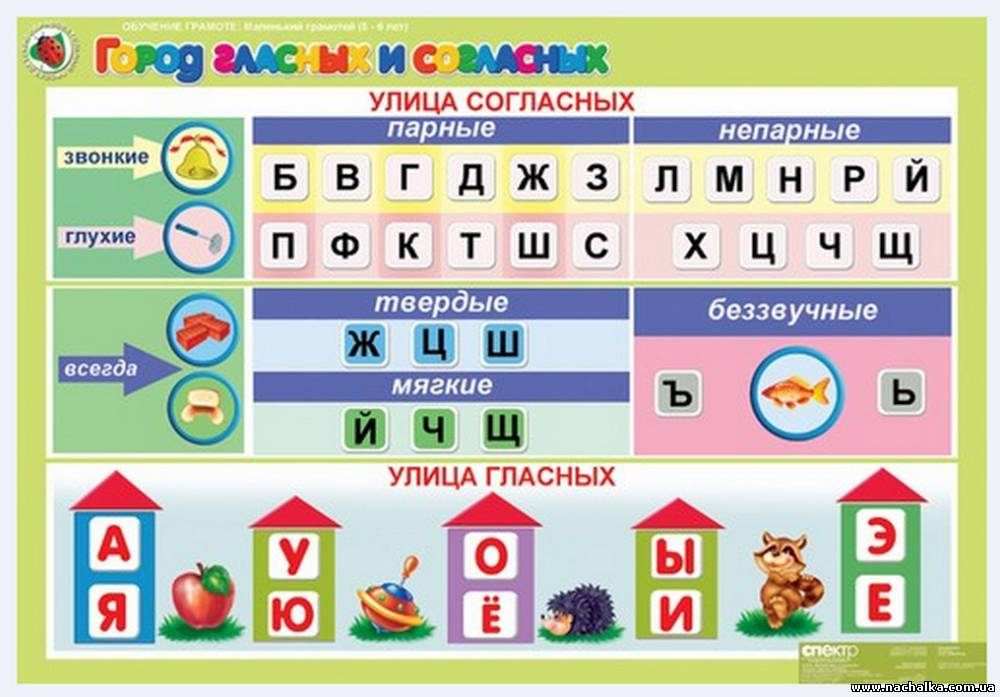 ОБУЧЕНИЕ ГРАМОТЕ: Маленький грамотей (5 - 6 лет)
Город гласных и согласных
УЛИЦА СОГЛАСНЫХ
парные непарные
звонкие Б В Г Д Ж З Л М Н Р Й
глухие П Ф К Т Ш С Х Ц Ч Щ
твердые беззвучные
Ж Ц Ш
всегда
мягкие
Ъ Ь
Й Ч Щ
УЛИЦА ГЛАСНЫХ
А У О Ы Э
Я Ю Ё И Е
спектр
www.nachalka.com.ua